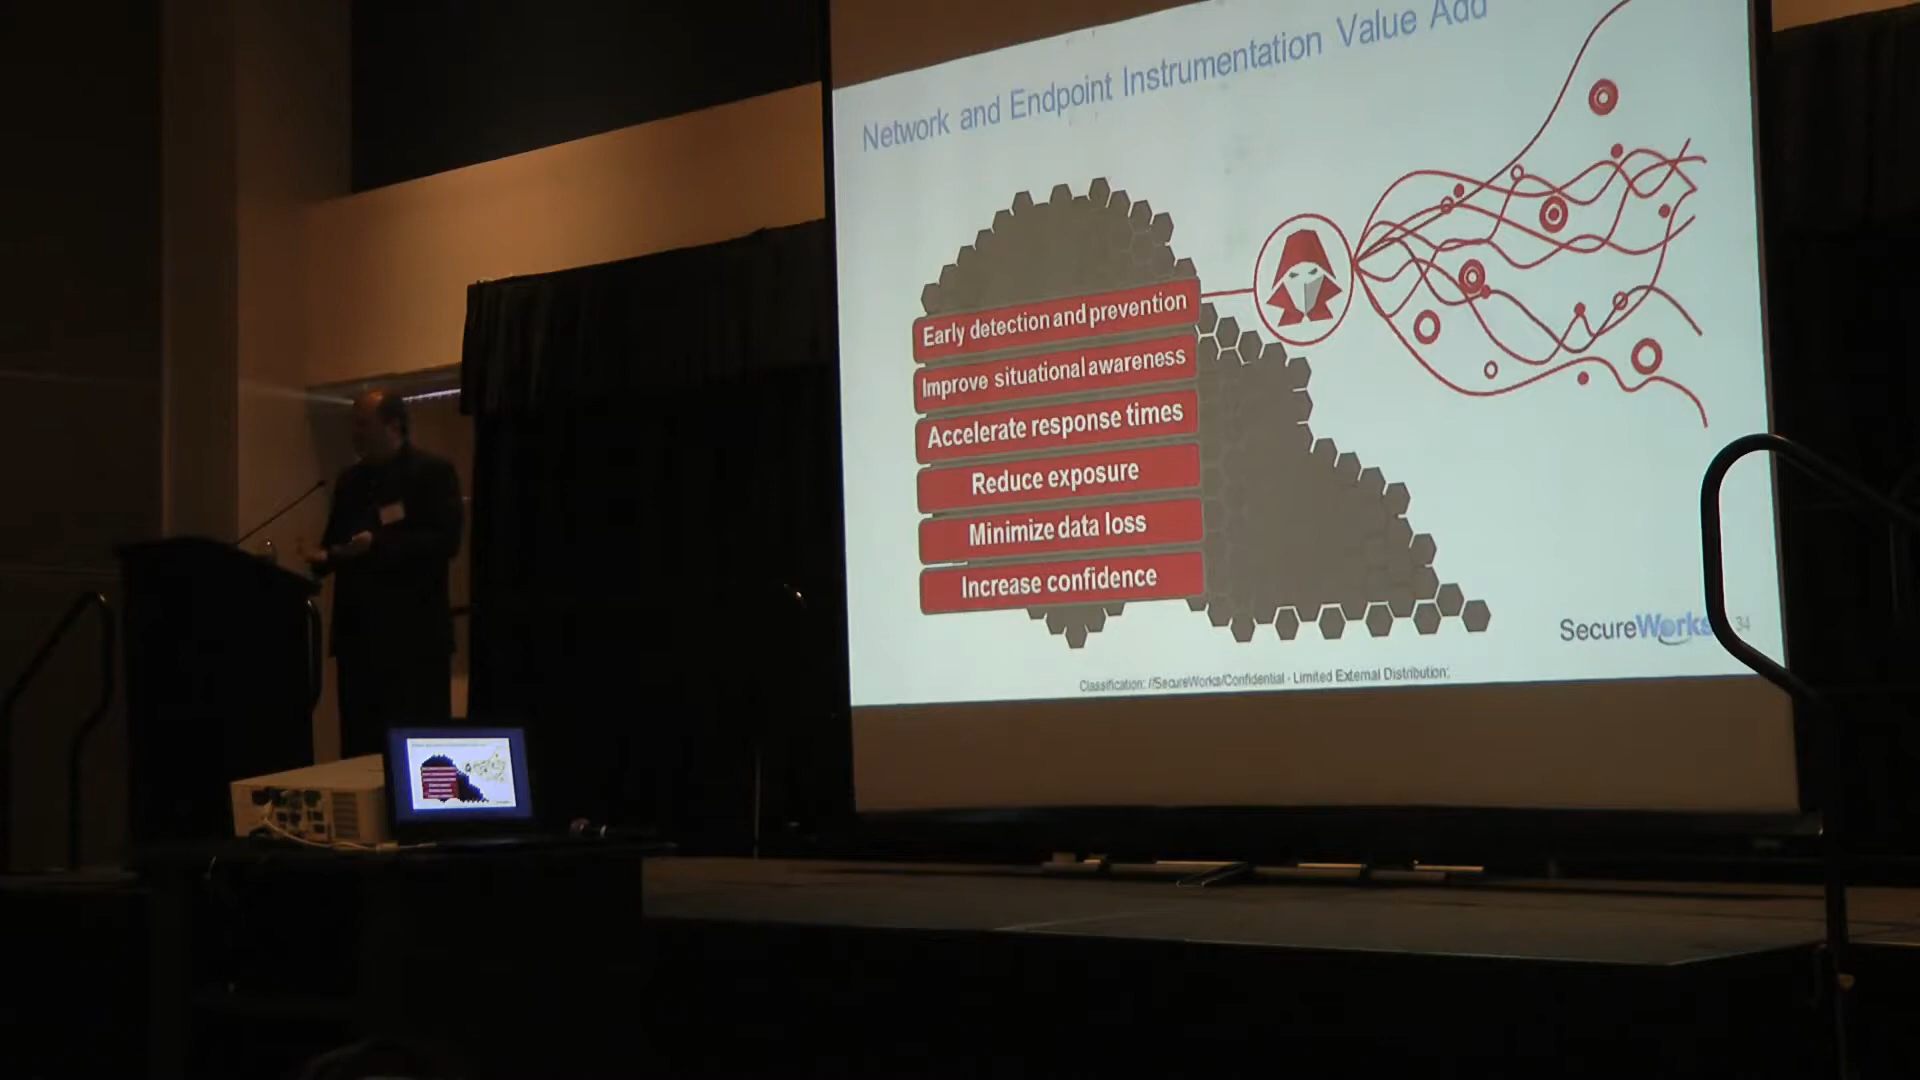 Network and Endpoint Instrumentation Value Add
Early detection and prevention
Improve situational awareness
Accelerate response times
Reduce exposure
Minimize data loss
Increase confidence
SecureWorks
34
Classification: //SecureWorks/Confidential - Limited External Distribution: